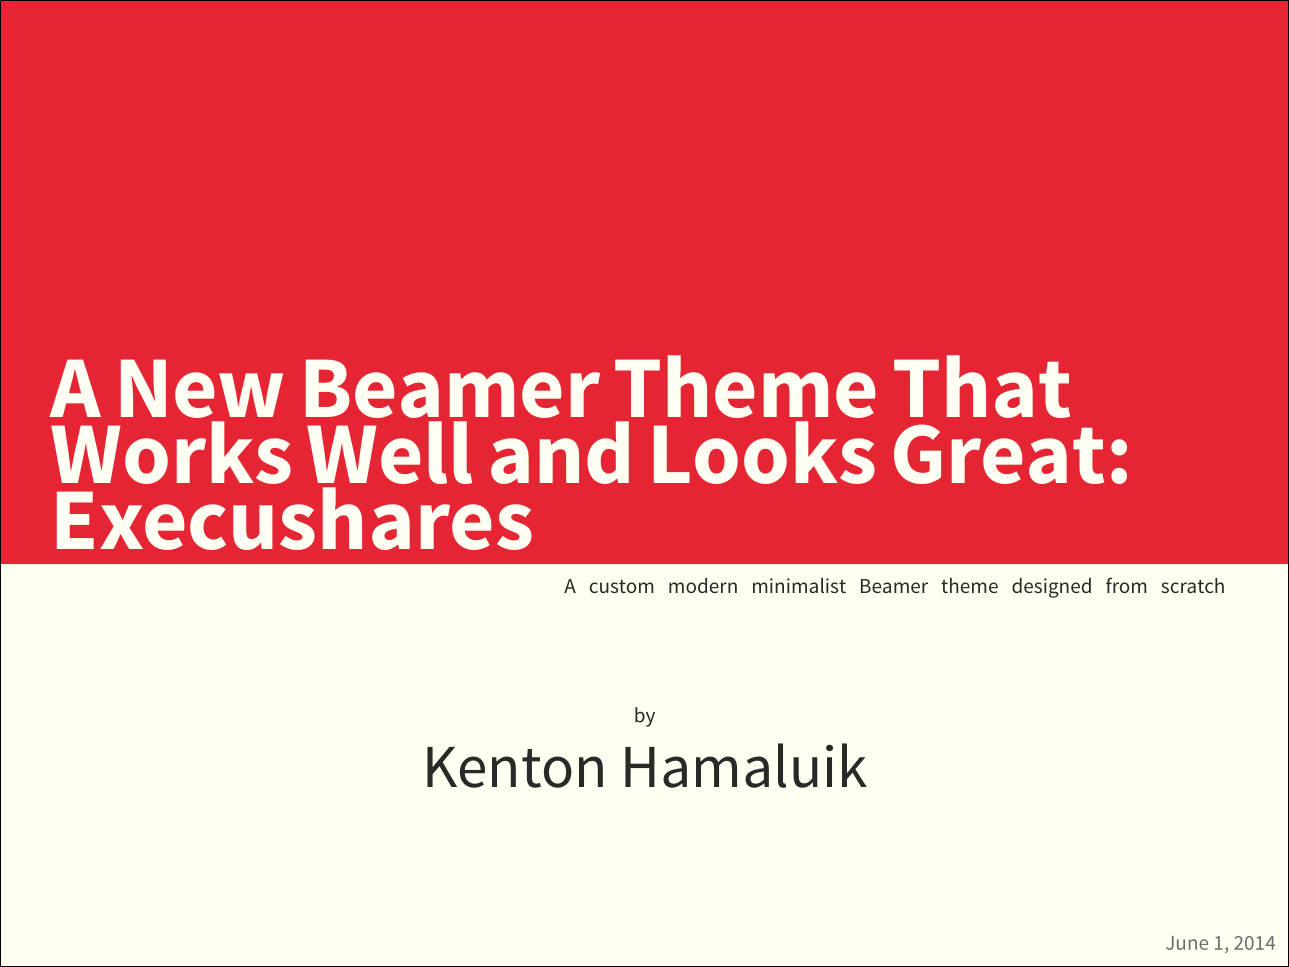 A New Beamer Theme That
Works Well and Looks Great:
Execushares
A custom modern minimalist Beamer theme designed from scratch
by
Kenton Hamaluik
June 1, 2014